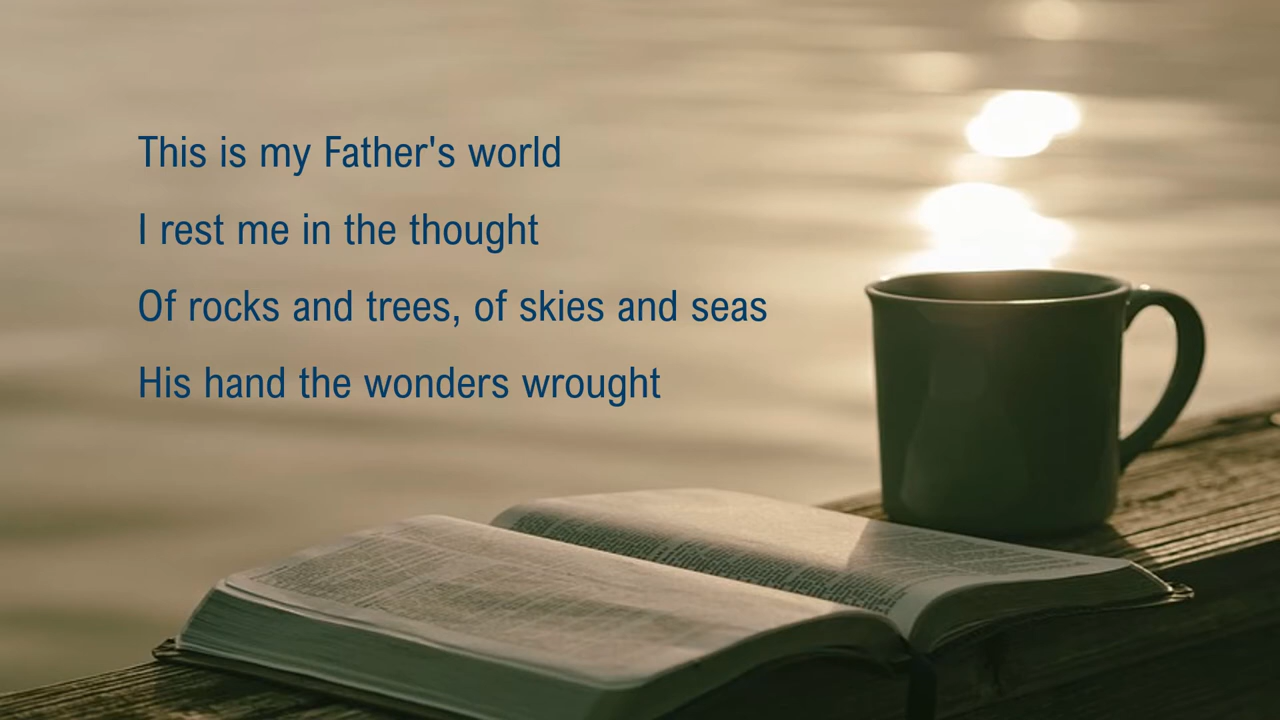 This is my Father's world
I rest me in the thought
Of rocks and trees, of skies and seas
His hand the wonders wrought